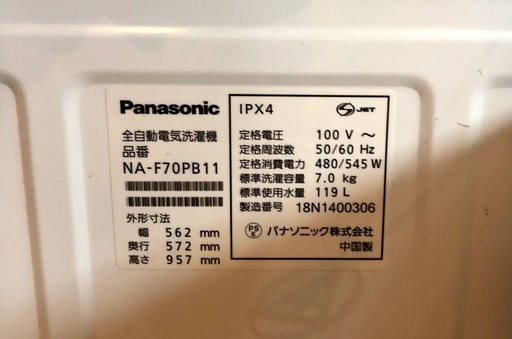 Panasonic
全自動電気洗濯機
品番
NA-F70PB11
外形寸法
幅 562 mm
奥行 572 mm
高さ 957 mm
IPX4
S JET
定格電圧 100 V ～
定格周波数 50/60 Hz
定格消費電力 480/545 W
標準洗濯容量 7.0 kg
標準使用水量 119 L
製造番号 18N1400306
PS E パナソニック株式会社
中国製